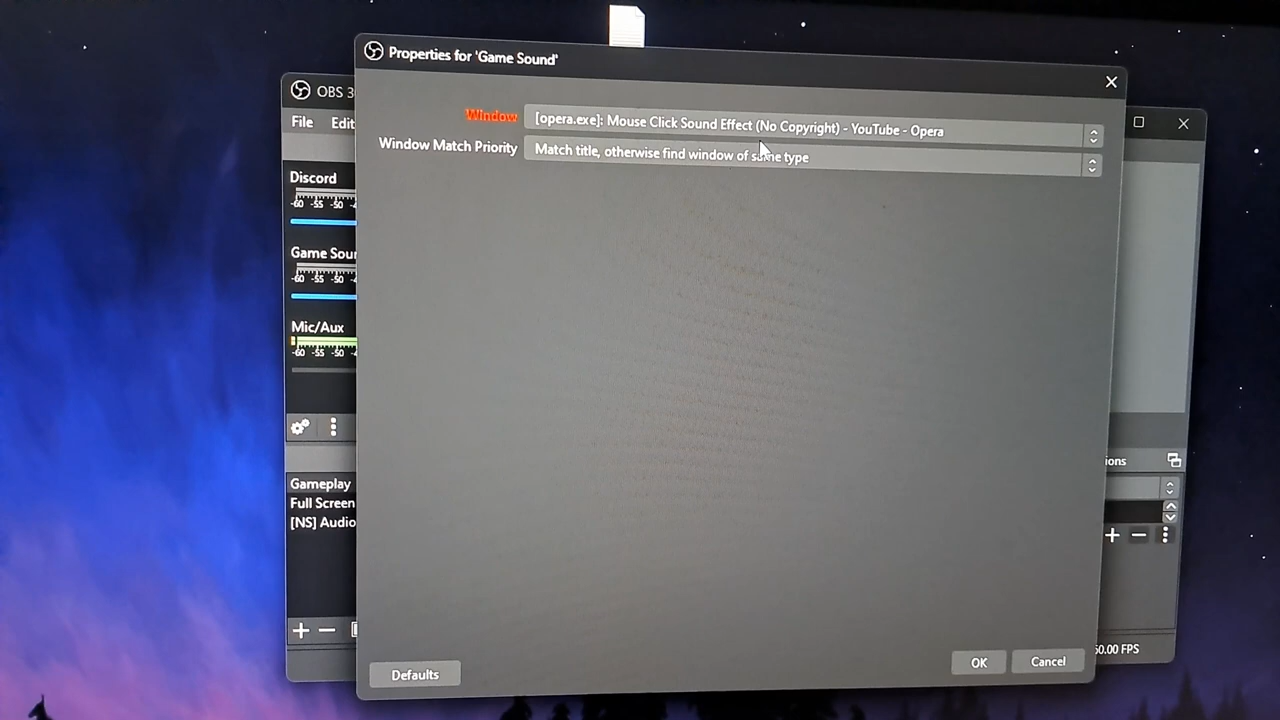 Properties for 'Game Sound'
OBS 3
File Edit
Window [opera.exe]: Mouse Click Sound Effect (No Copyright) - YouTube - Opera
Window Match Priority Match title, otherwise find window of same type
Discord
-60 -55 -50
Game Soun
-60 -55 -50
Mic/Aux
-60 -55 -50
ions
Gameplay
Full Screen
[NS] Audio
Defaults
OK
Cancel
60.00 FPS